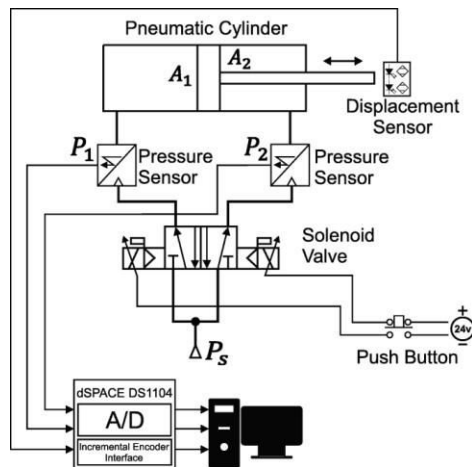 Pneumatic Cylinder
A₁
A₂
Displacement
Sensor
P₁
Pressure
Sensor
P₂
Pressure
Sensor
Solenoid
Valve
+
24v
−
Push Button
Pₛ
dSPACE DS1104
A/D
Incremental Encoder
Interface